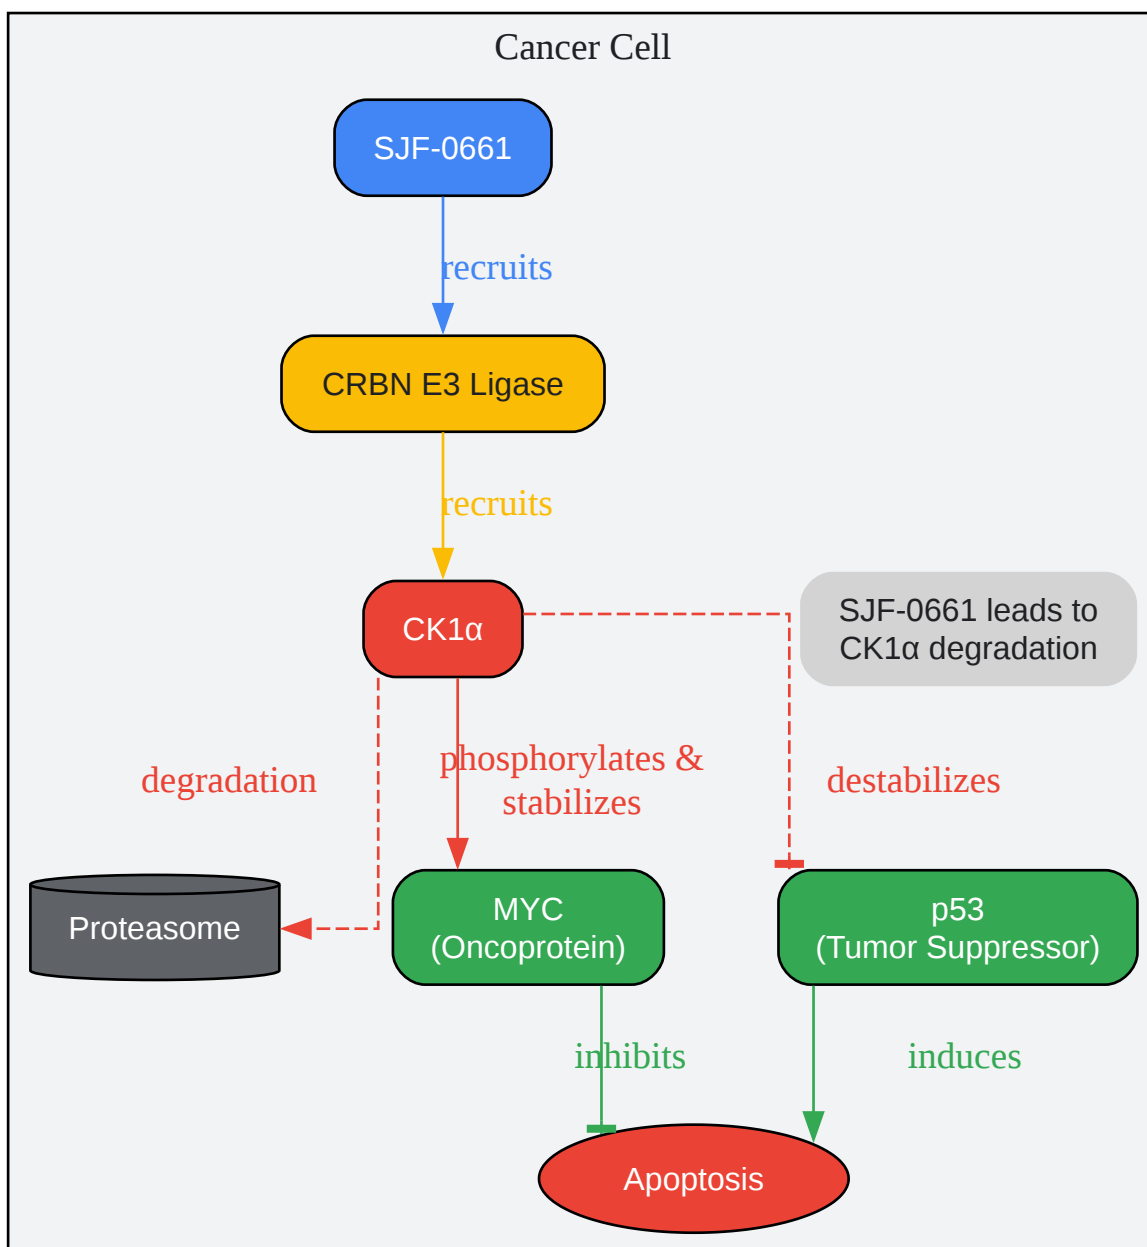 Cancer Cell
SJF-0661
recruits
CRBN E3 Ligase
recruits
CK1α
SJF-0661 leads to
CK1α degradation
degradation
phosphorylates &
stabilizes
destabilizes
Proteasome
MYC
(Oncoprotein)
p53
(Tumor Suppressor)
inhibits
induces
Apoptosis